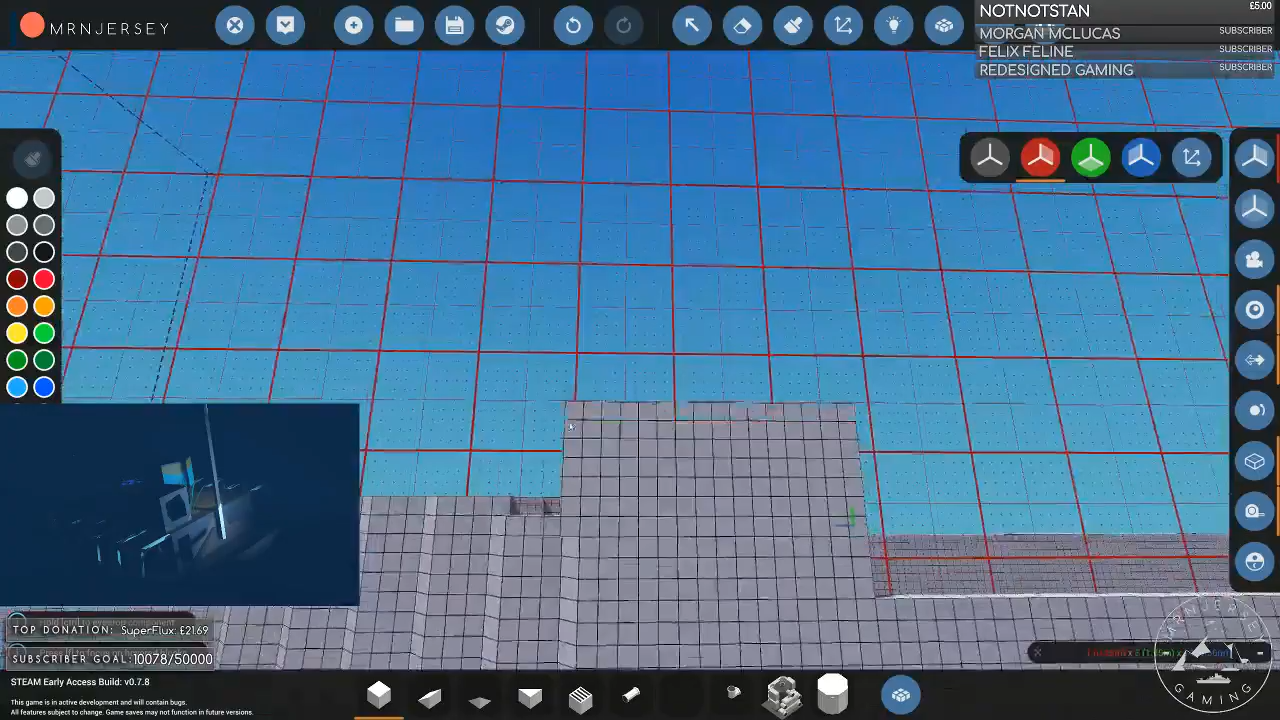 MRNJERSEY
NOTNOTSTAN £5.00
MORGAN MCLUCAS SUBSCRIBER
FELIX FELINE SUBSCRIBER
REDESIGNED GAMING SUBSCRIBER
TOP DONATION: SuperFlux: £21.69
SUBSCRIBER GOAL: 10078/50000
STEAM Early Access Build: v0.7.8
This game is in active development and will contain bugs.
All features subject to change. Game saves may not function in future versions.
MRNJERSEY
GAMING